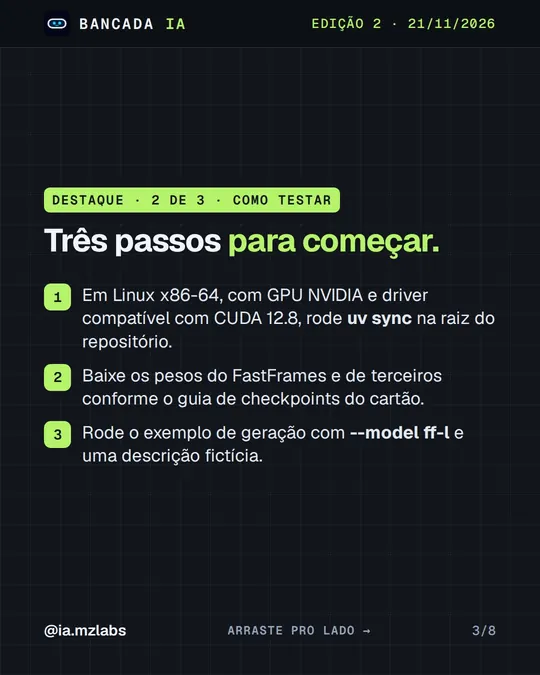 BANCADA IA
EDIÇÃO 2 · 21/11/2026
DESTAQUE · 2 DE 3 · COMO TESTAR
Três passos para começar.
1
Em Linux x86-64, com GPU NVIDIA e driver
compatível com CUDA 12.8, rode uv sync na raiz do
repositório.
2
Baixe os pesos do FastFrames e de terceiros
conforme o guia de checkpoints do cartão.
3
Rode o exemplo de geração com --model ff-l e
uma descrição fictícia.
@ia.mzlabs
ARRASTE PRO LADO →
3/8